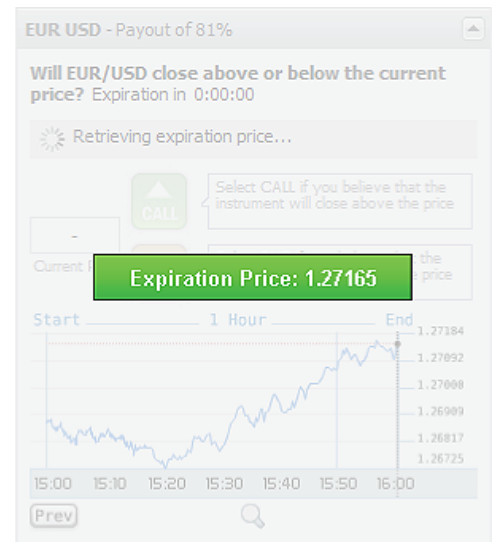 EUR USD - Payout of 81%
Will EUR/USD close above or below the current
price? Expiration in 0:00:00
Retrieving expiration price...
CALL
Select CALL if you believe that the
instrument will close above the price
-
Current
the
price
Expiration Price: 1.27165
Start 1 Hour End
1.27184
1.27092
1.27000
1.26909
1.26817
1.26725
15:00 15:10 15:20 15:30 15:40 15:50 16:00
Prev